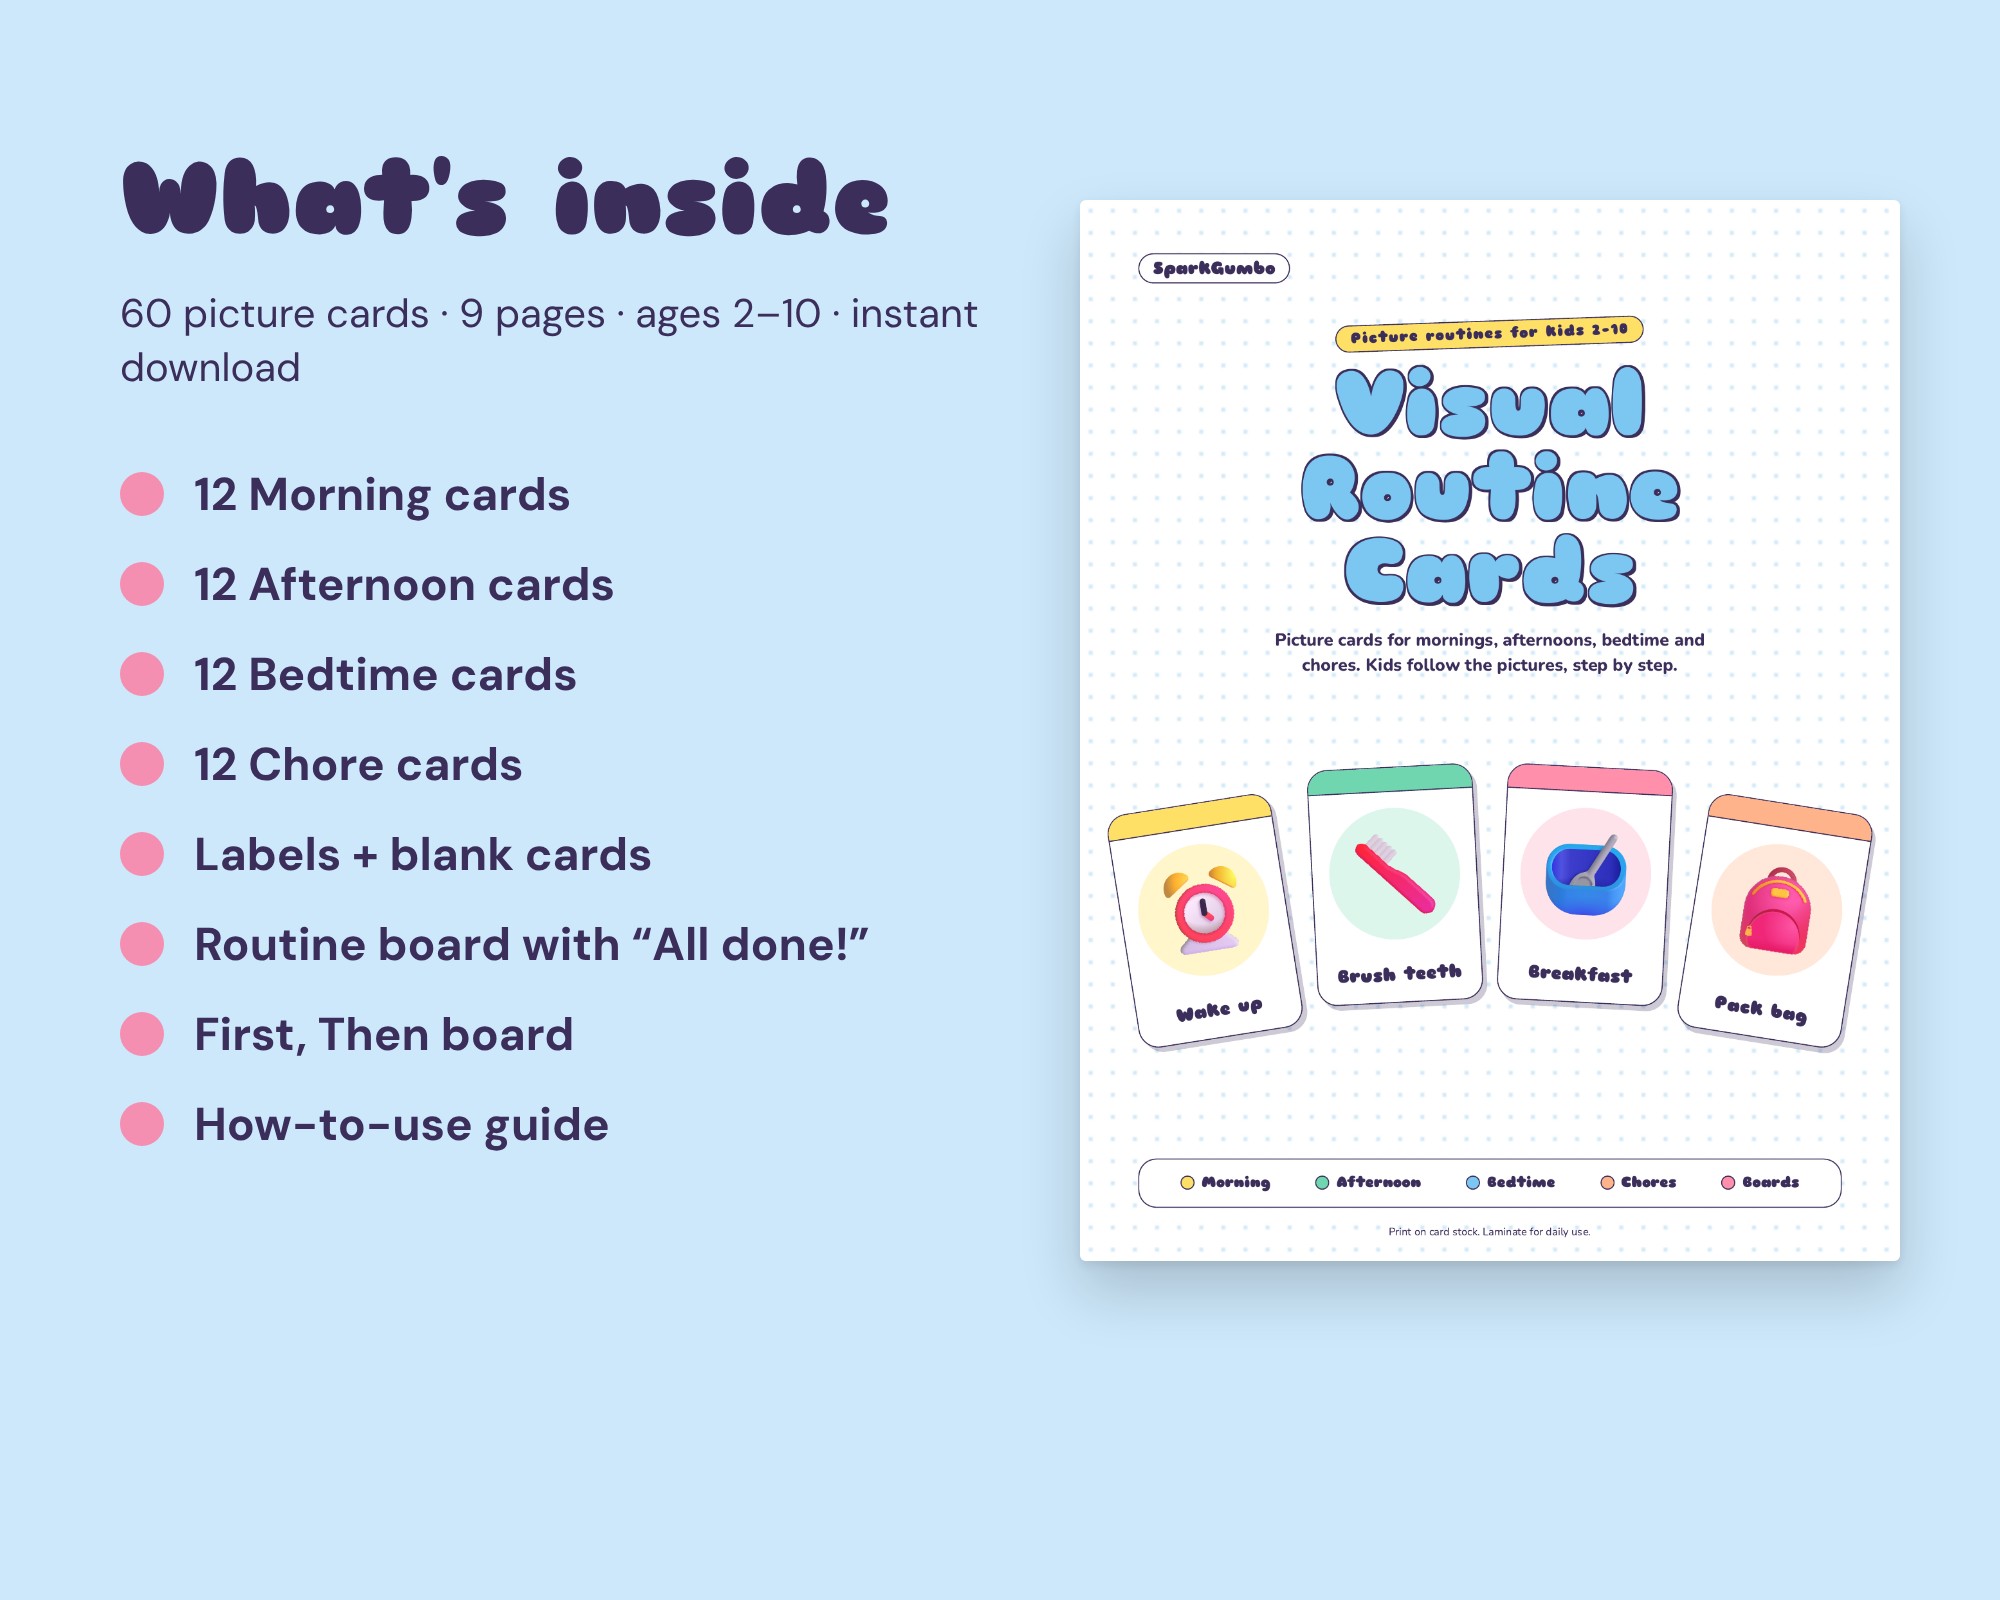 What's inside
60 picture cards · 9 pages · ages 2–10 · instant
download
12 Morning cards
12 Afternoon cards
12 Bedtime cards
12 Chore cards
Labels + blank cards
Routine board with “All done!”
First, Then board
How-to-use guide
SparkGumbo
Picture routines for kids 2-10
Visual
Routine
Cards
Picture cards for mornings, afternoons, bedtime and
chores. Kids follow the pictures, step by step.
Wake up
Brush teeth
Breakfast
Pack bag
Morning Afternoon Bedtime Chores Boards
Print on card stock. Laminate for daily use.